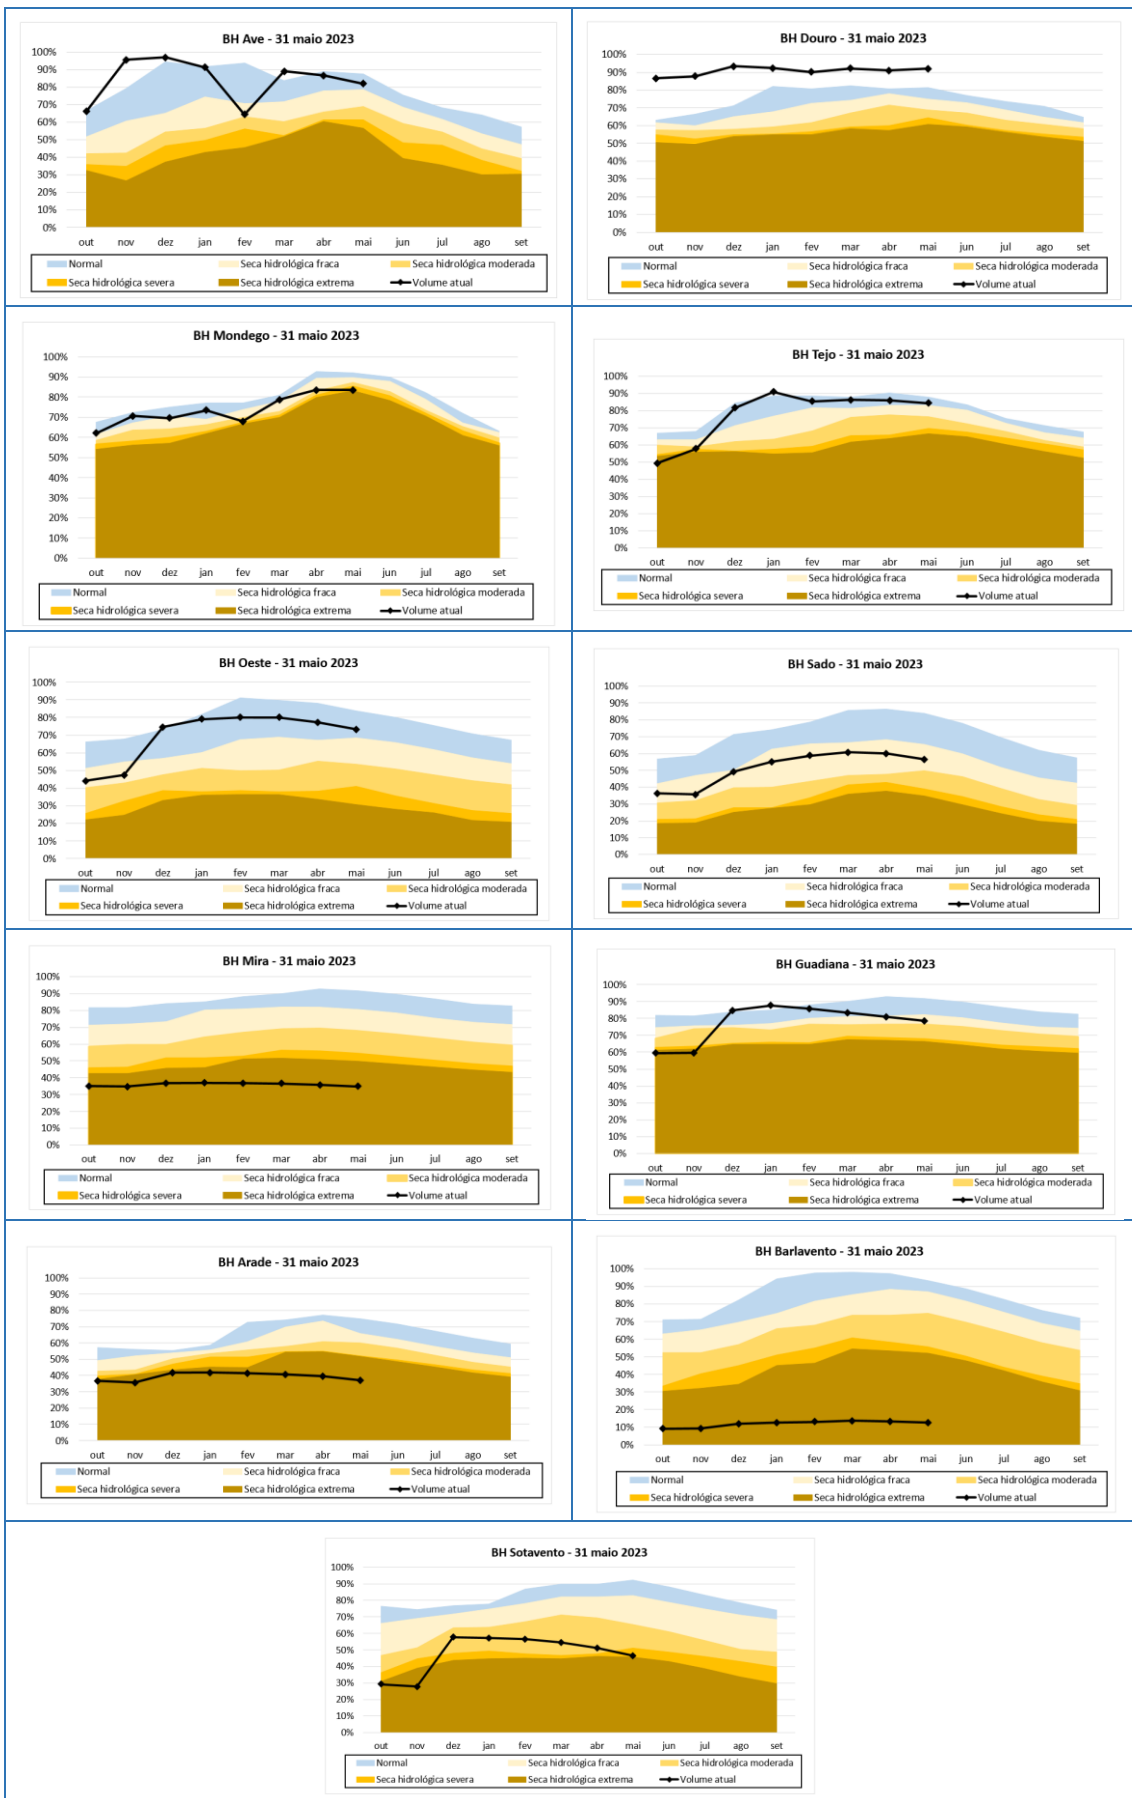 BH Ave - 31 maio 2023
100%
90%
80%
70%
60%
50%
40%
30%
20%
10%
0%
out nov dez jan fev mar abr mai jun jul ago set
Normal Seca hidrológica fraca Seca hidrológica moderada
Seca hidrológica severa Seca hidrológica extrema Volume atual
BH Douro - 31 maio 2023
100%
90%
80%
70%
60%
50%
40%
30%
20%
10%
0%
out nov dez jan fev mar abr mai jun jul ago set
Normal Seca hidrológica fraca Seca hidrológica moderada
Seca hidrológica severa Seca hidrológica extrema Volume atual
BH Mondego - 31 maio 2023
100%
90%
80%
70%
60%
50%
40%
30%
20%
10%
0%
out nov dez jan fev mar abr mai jun jul ago set
Normal Seca hidrológica fraca Seca hidrológica moderada
Seca hidrológica severa Seca hidrológica extrema Volume atual
BH Tejo - 31 maio 2023
100%
90%
80%
70%
60%
50%
40%
30%
20%
10%
0%
out nov dez jan fev mar abr mai jun jul ago set
Normal Seca hidrológica fraca Seca hidrológica moderada
Seca hidrológica severa Seca hidrológica extrema Volume atual
BH Oeste - 31 maio 2023
100%
90%
80%
70%
60%
50%
40%
30%
20%
10%
0%
out nov dez jan fev mar abr mai jun jul ago set
Normal Seca hidrológica fraca Seca hidrológica moderada
Seca hidrológica severa Seca hidrológica extrema Volume atual
BH Sado - 31 maio 2023
100%
90%
80%
70%
60%
50%
40%
30%
20%
10%
0%
out nov dez jan fev mar abr mai jun jul ago set
Normal Seca hidrológica fraca Seca hidrológica moderada
Seca hidrológica severa Seca hidrológica extrema Volume atual
BH Mira - 31 maio 2023
100%
90%
80%
70%
60%
50%
40%
30%
20%
10%
0%
out nov dez jan fev mar abr mai jun jul ago set
Normal Seca hidrológica fraca Seca hidrológica moderada
Seca hidrológica severa Seca hidrológica extrema Volume atual
BH Guadiana - 31 maio 2023
100%
90%
80%
70%
60%
50%
40%
30%
20%
10%
0%
out nov dez jan fev mar abr mai jun jul ago set
Normal Seca hidrológica fraca Seca hidrológica moderada
Seca hidrológica severa Seca hidrológica extrema Volume atual
BH Arade - 31 maio 2023
100%
90%
80%
70%
60%
50%
40%
30%
20%
10%
0%
out nov dez jan fev mar abr mai jun jul ago set
Normal Seca hidrológica fraca Seca hidrológica moderada
Seca hidrológica severa Seca hidrológica extrema Volume atual
BH Barlavento - 31 maio 2023
100%
90%
80%
70%
60%
50%
40%
30%
20%
10%
0%
out nov dez jan fev mar abr mai jun jul ago set
Normal Seca hidrológica fraca Seca hidrológica moderada
Seca hidrológica severa Seca hidrológica extrema Volume atual
BH Sotavento - 31 maio 2023
100%
90%
80%
70%
60%
50%
40%
30%
20%
10%
0%
out nov dez jan fev mar abr mai jun jul ago set
Normal Seca hidrológica fraca Seca hidrológica moderada
Seca hidrológica severa Seca hidrológica extrema Volume atual